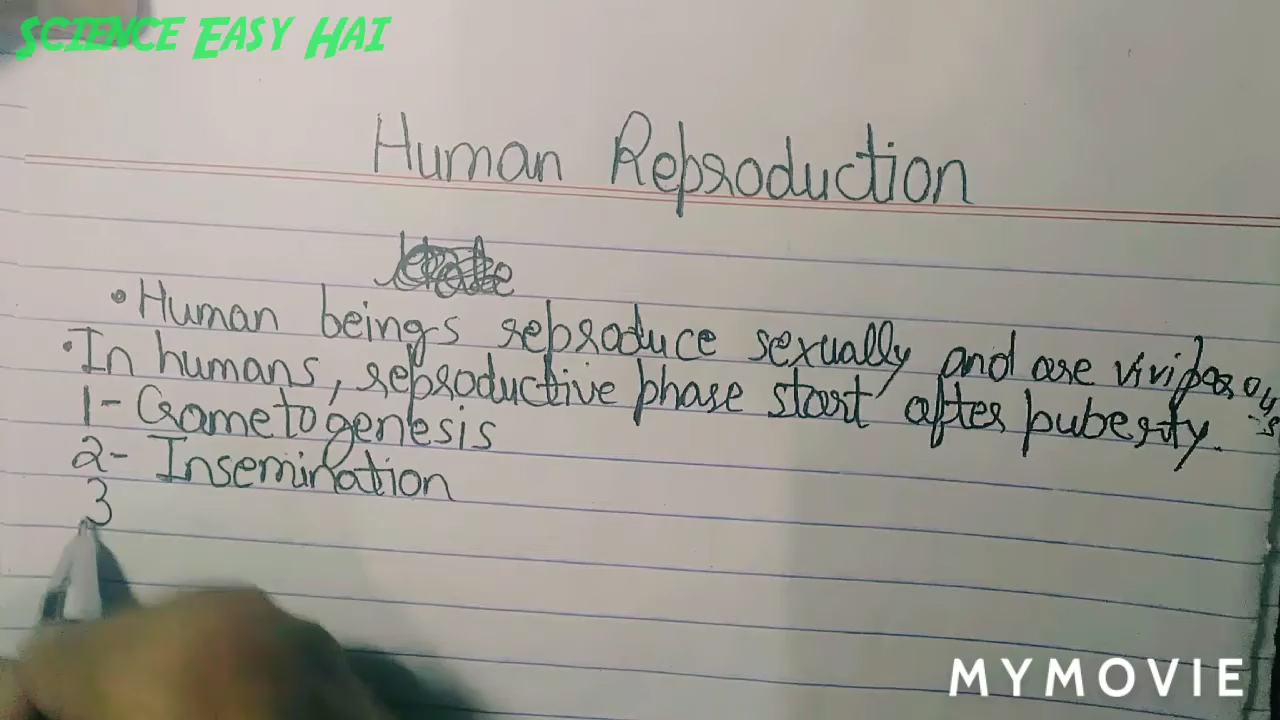 SCIENCE EASY HAI
Human Reproduction
• Human beings reproduce sexually and are viviparous
• In humans, reproductive phase start after puberty.
1- Gametogenesis
2- Insemination
3
MYMOVIE